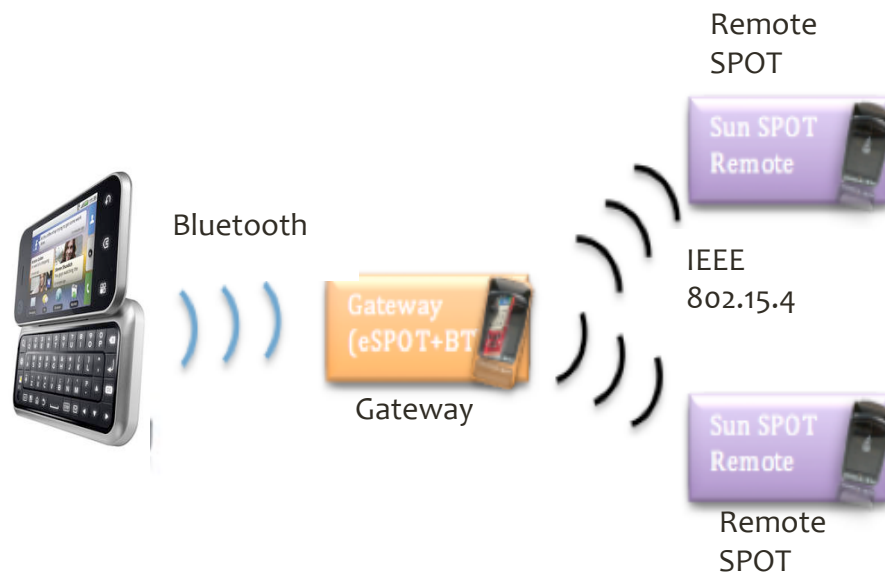 Remote
SPOT
Sun SPOT
Remote
Bluetooth
IEEE
802.15.4
Gateway
(eSPOT+BT
Gateway
Sun SPOT
Remote
Remote
SPOT